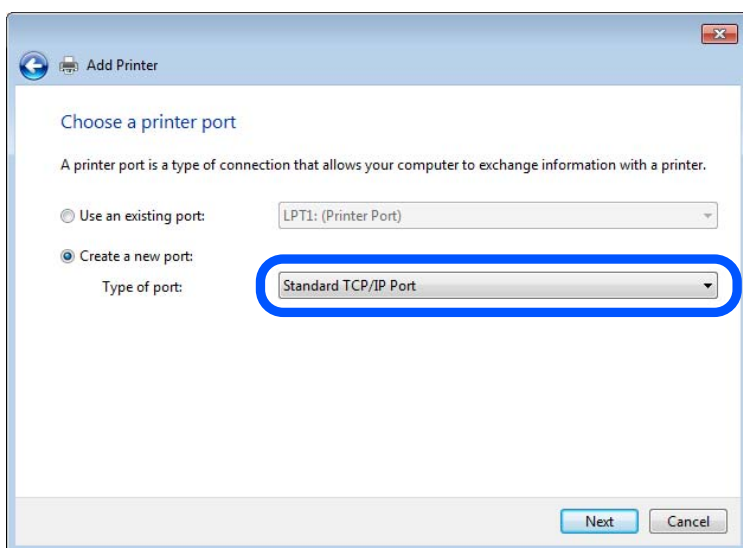 Add Printer
Choose a printer port
A printer port is a type of connection that allows your computer to exchange information with a printer.
Use an existing port: LPT1: (Printer Port)
Create a new port:
Type of port: Standard TCP/IP Port
Next Cancel